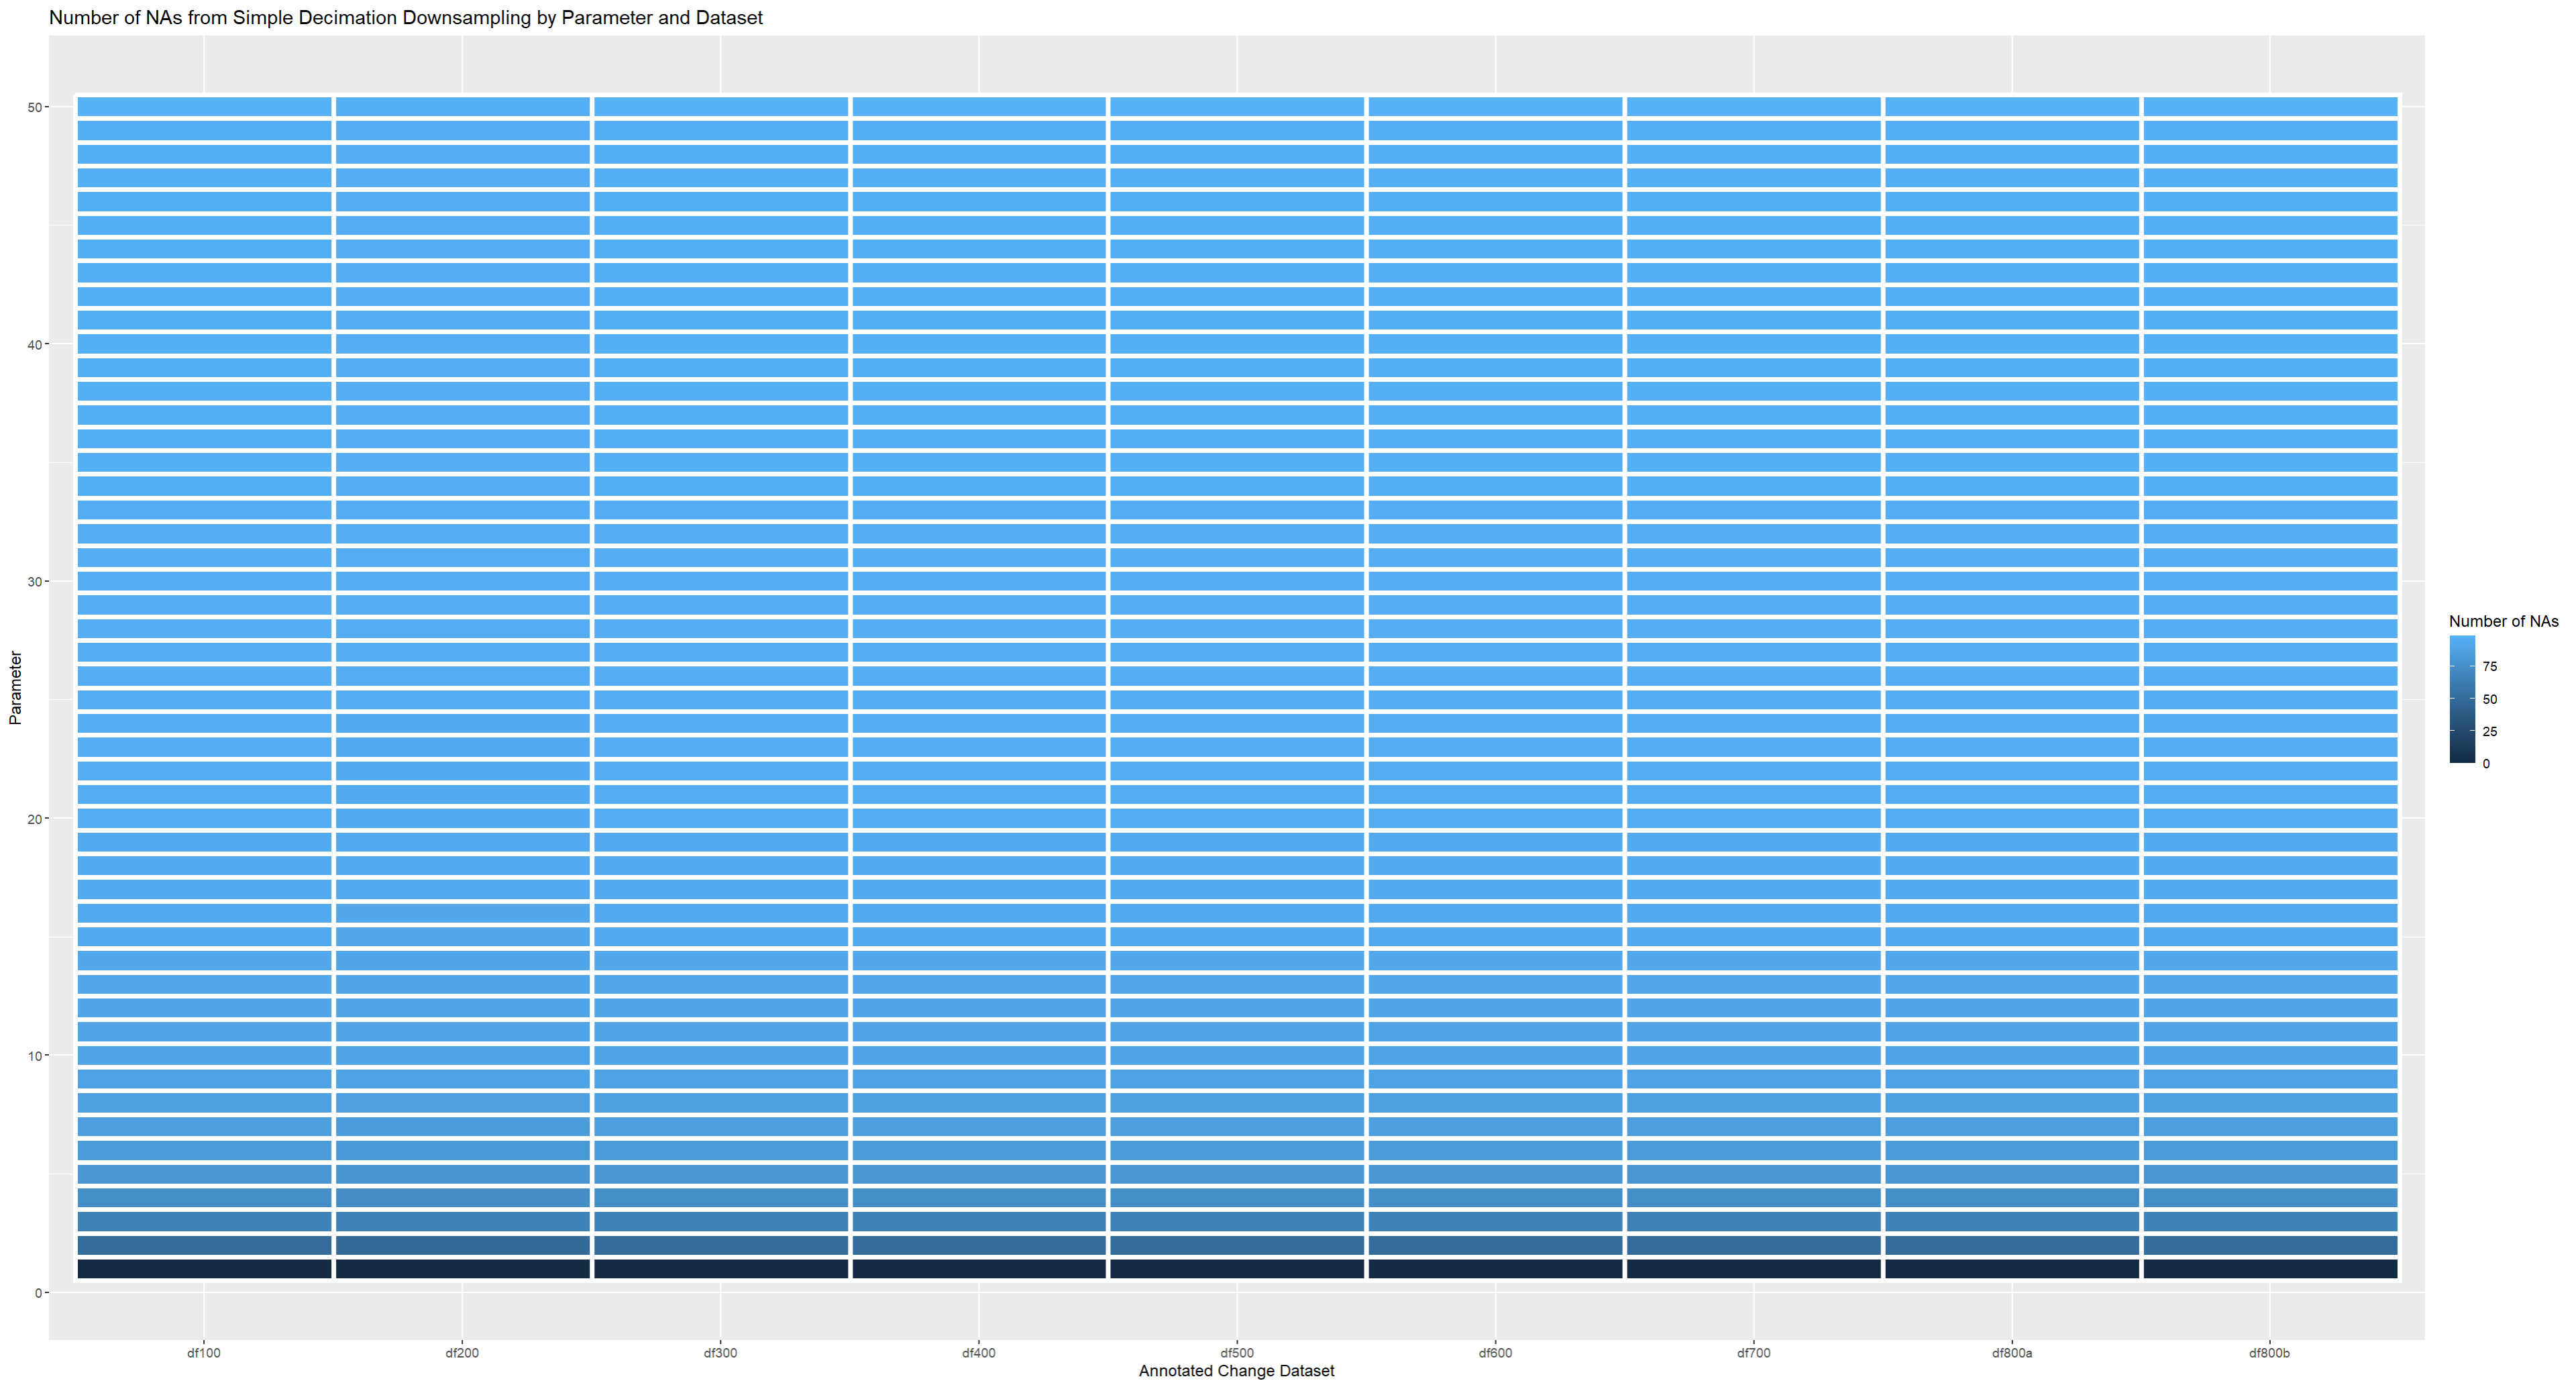 Number of NAs from Simple Decimation Downsampling by Parameter and Dataset
50
40
30
20
10
0
Parameter
df100
df200
df300
df400
df500
df600
df700
df800a
df800b
Annotated Change Dataset
Number of NAs
75
50
25
0